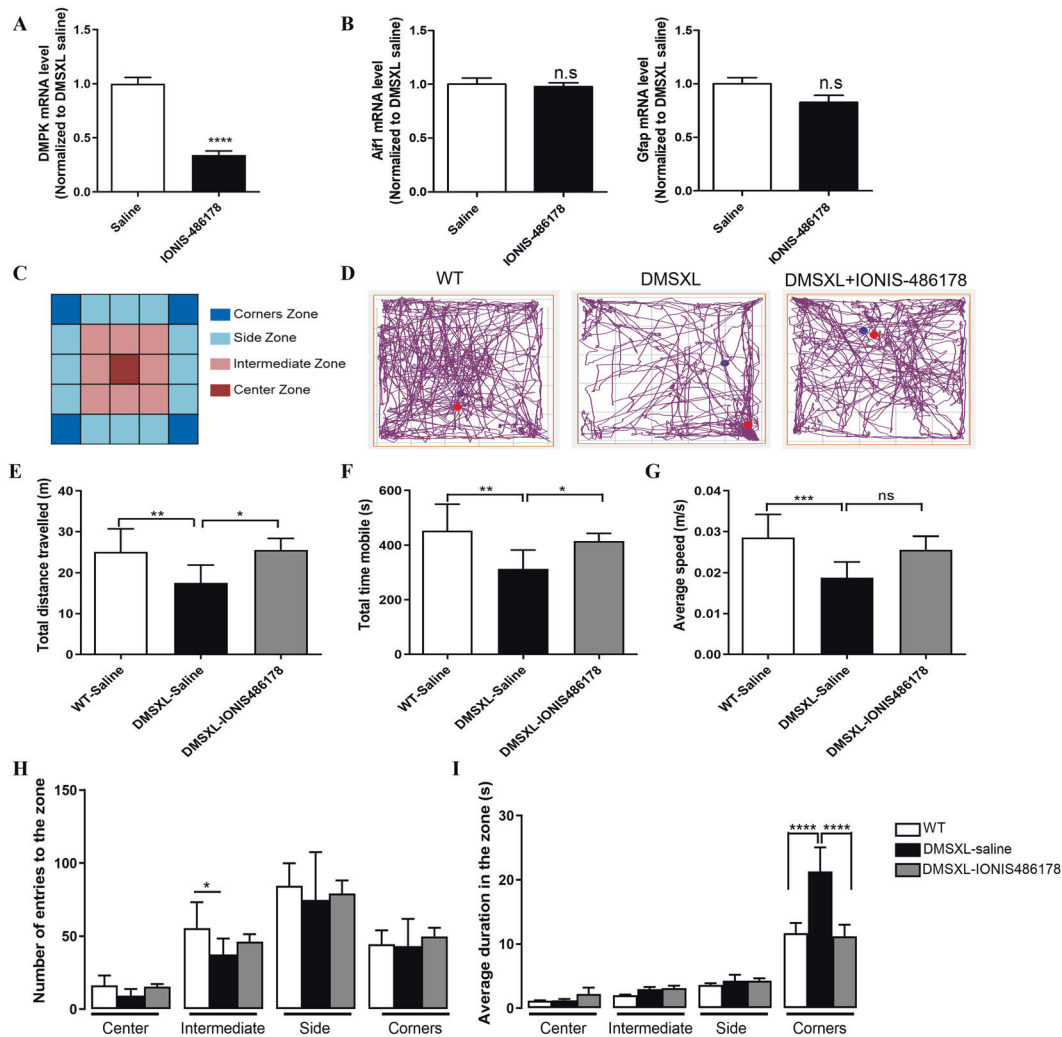 A
DMPK mRNA level
(Normalized to DMSXL saline)
1.5
1.0
0.5
0.0
****
Saline
IONIS-486178
B
Aif1 mRNA level
(Normalized to DMSXL saline)
1.5
1.0
0.5
0.0
n.s
Saline
IONIS-486178
Gfap mRNA level
(Normalized to DMSXL saline)
1.5
1.0
0.5
0.0
n.s
Saline
IONIS-486178
C
Corners Zone
Side Zone
Intermediate Zone
Center Zone
D
WT
DMSXL
DMSXL+IONIS-486178
E
Total distance travelled (m)
40
30
20
10
0
**
*
WT-Saline
DMSXL-Saline
DMSXL-IONIS486178
F
Total time mobile (s)
600
400
200
0
**
*
WT-Saline
DMSXL-Saline
DMSXL-IONIS486178
G
Average speed (m/s)
0.04
0.03
0.02
0.01
0.00
***
ns
WT-Saline
DMSXL-Saline
DMSXL-IONIS486178
H
Number of entries to the zone
150
100
50
0
*
Center
Intermediate
Side
Corners
I
Average duration in the zone (s)
30
20
10
0
**** ****
Center
Intermediate
Side
Corners
WT
DMSXL-saline
DMSXL-IONIS486178